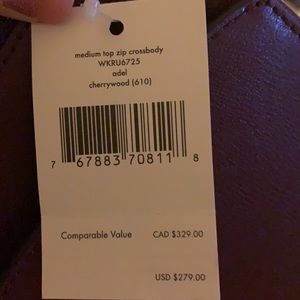 medium top zip crossbody
WKRU6725
adel
cherrywood (610)
7 67883 70811 8
Comparable Value CAD $329.00
USD $279.00